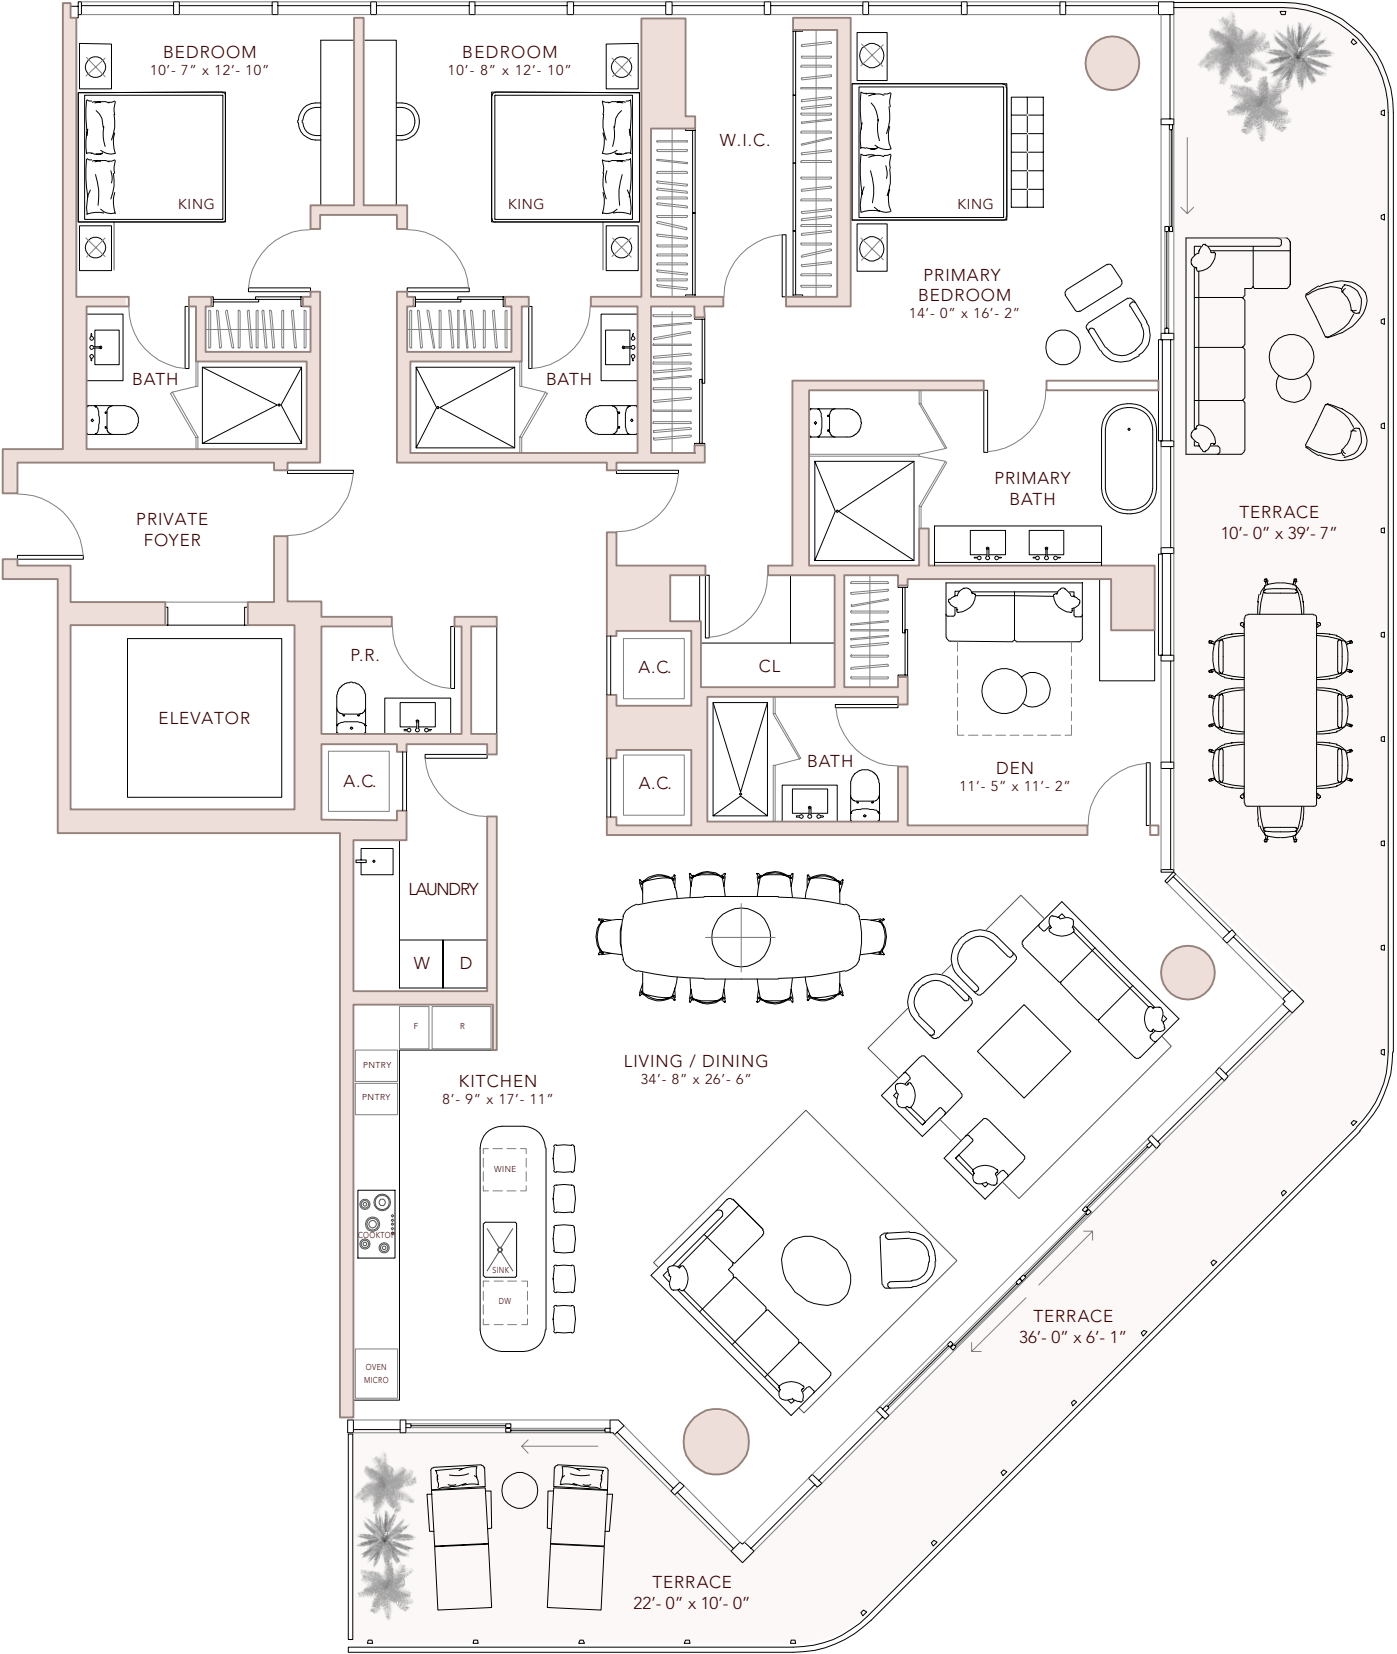 BEDROOM
10’- 7” x 12’- 10”
BEDROOM
10’- 8” x 12’- 10”
W.I.C.
KING
KING
KING
PRIMARY
BEDROOM
14’- 0” x 16’- 2”
BATH
BATH
PRIMARY
BATH
TERRACE
10’- 0” x 39’- 7”
PRIVATE
FOYER
P.R.
A.C.
CL
ELEVATOR
BATH
DEN
11’- 5” x 11’- 2”
A.C.
A.C.
LAUNDRY
W
D
F
R
PNTRY
PNTRY
KITCHEN
8’- 9” x 17’- 11”
LIVING / DINING
34’- 8” x 26’- 6”
WINE
COOKTOP
SINK
DW
OVEN
MICRO
TERRACE
36’- 0” x 6’- 1”
TERRACE
22’- 0” x 10’- 0”